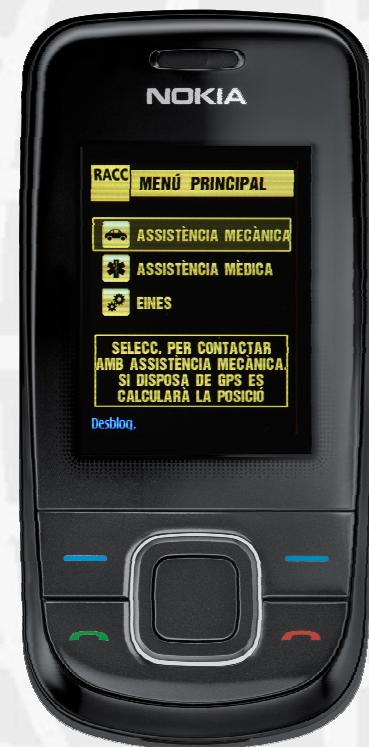 NOKIA
RACC
MENÚ PRINCIPAL
ASSISTÈNCIA MECÀNICA
ASSISTÈNCIA MÈDICA
EINES
SELECC. PER CONTACTAR
AMB ASSISTÈNCIA MECÀNICA.
SI DISPOSA DE GPS ES
CALCULARÀ LA POSICIÓ
Desbloq.